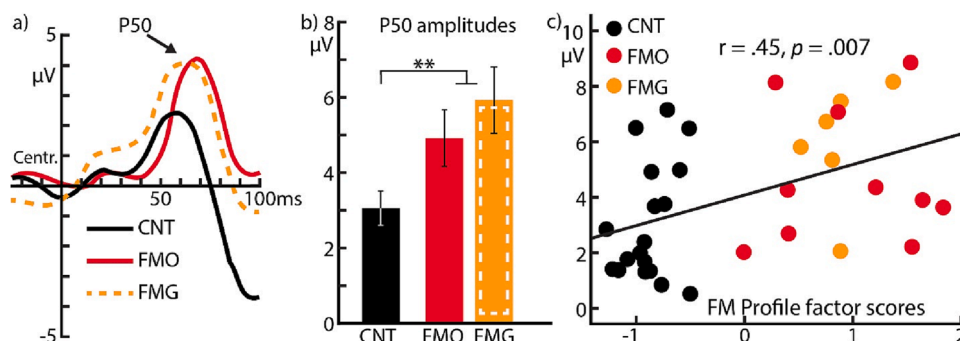 a)
P50
5
μV
Centr.
50
100ms
CNT
FMO
FMG
-5
b)
P50 amplitudes
8
μV
**
6
4
2
0
CNT
FMO
FMG
c)
10
μV
8
6
4
2
0
CNT
FMO
FMG
r = .45, p = .007
FM Profile factor scores
-1
0
1
2